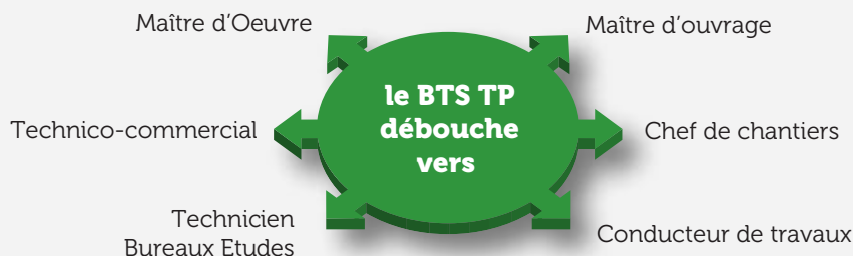 Maître d'Oeuvre
Maître d'ouvrage
le BTS TP
débouche
vers
Technico-commercial
Chef de chantiers
Technicien
Bureaux Etudes
Conducteur de travaux